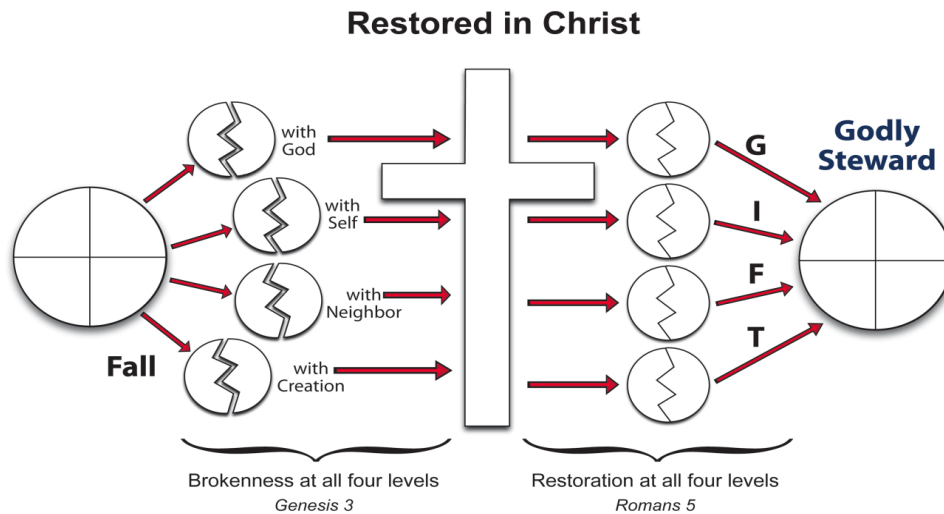 Restored in Christ
with
God
with
Self
with
Neighbor
with
Creation
Fall
G
I
F
T
Godly
Steward
Brokenness at all four levels
Genesis 3
Restoration at all four levels
Romans 5